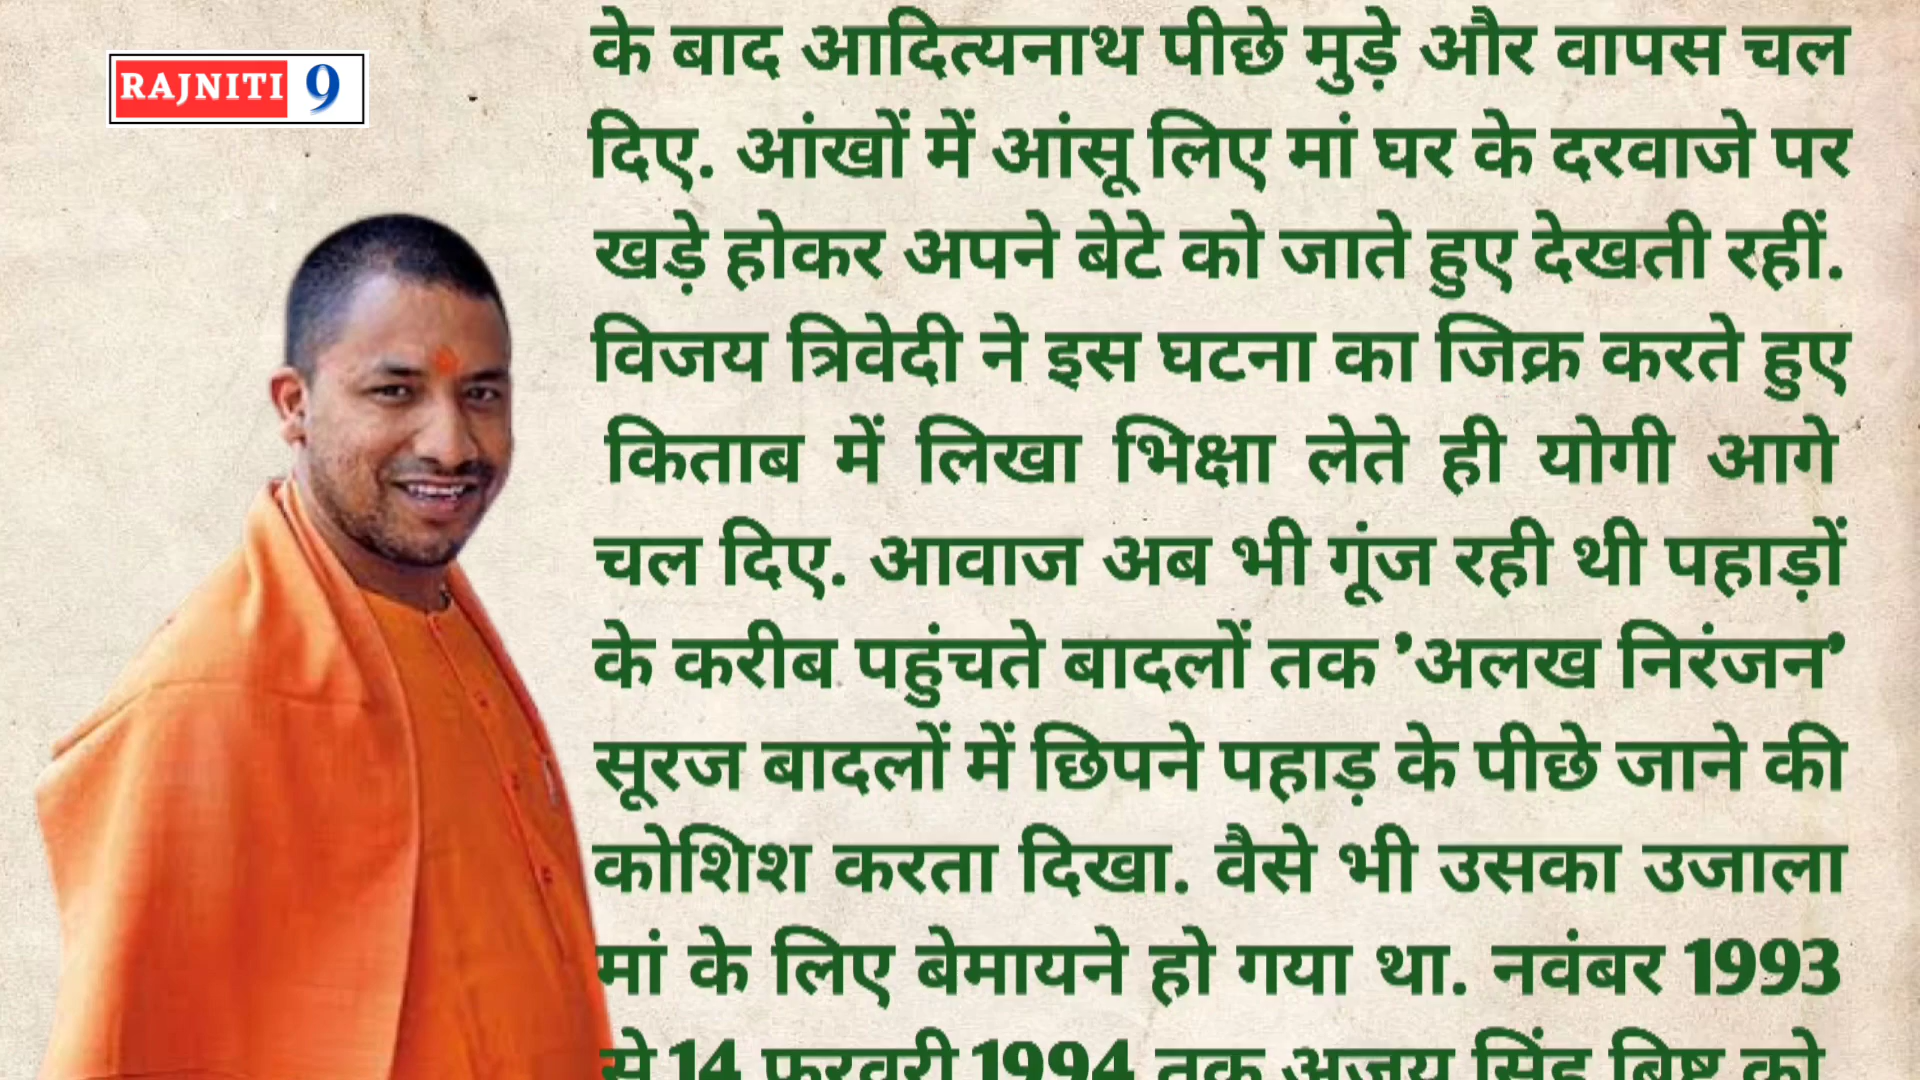 RAJNITI 9
के बाद आदित्यनाथ पीछे मुड़े और वापस चल
दिए. आंखों में आंसू लिए मां घर के दरवाजे पर
खड़े होकर अपने बेटे को जाते हुए देखती रहीं.
विजय त्रिवेदी ने इस घटना का जिक्र करते हुए
किताब में लिखा भिक्षा लेते ही योगी आगे
चल दिए. आवाज अब भी गूंज रही थी पहाड़ों
के करीब पहुंचते बादलों तक ’अलख निरंजन’
सूरज बादलों में छिपने पहाड़ के पीछे जाने की
कोशिश करता दिखा. वैसे भी उसका उजाला
मां के लिए बेमायने हो गया था. नवंबर 1993
से 14 फरवरी 1994 तक अजय सिंह बिष्ट को